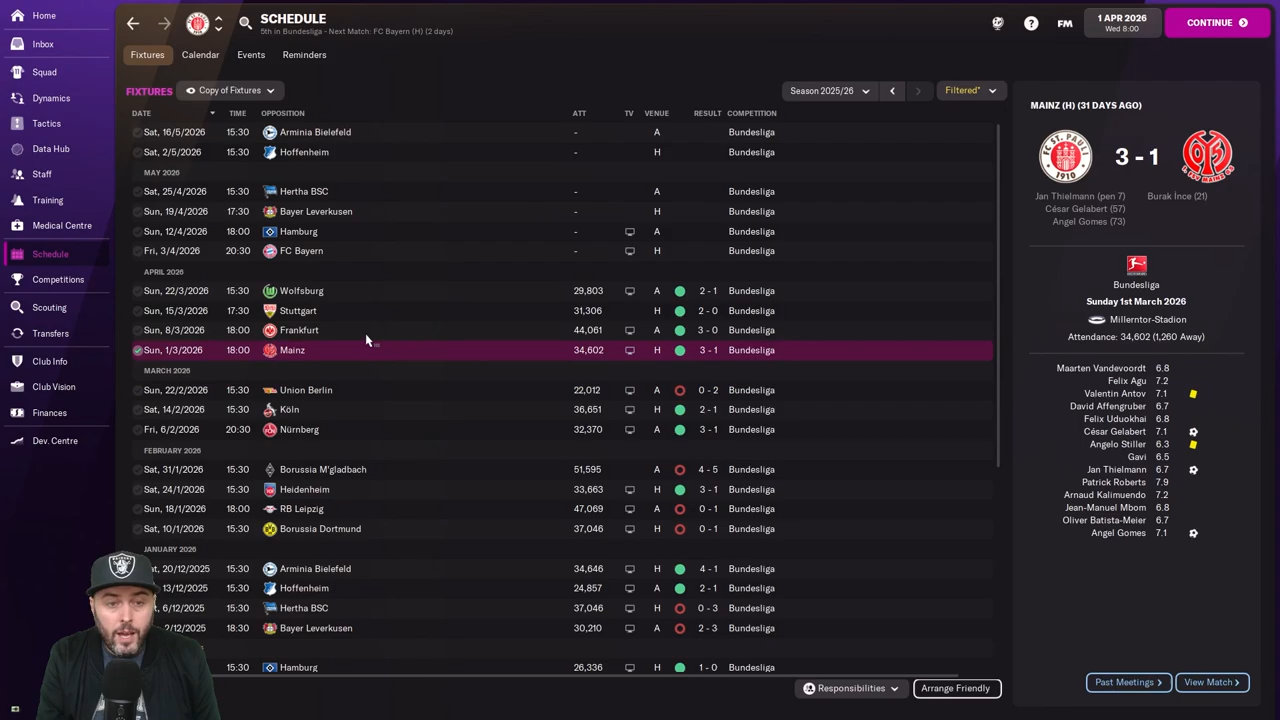 Home
Inbox
Squad
Dynamics
Tactics
Data Hub
Staff
Training
Medical Centre
Schedule
Competitions
Scouting
Transfers
Club Info
Club Vision
Finances
Dev. Centre
SCHEDULE
5th in Bundesliga - Next Match: FC Bayern (H) (2 days)
FM
1 APR 2026
Wed 8:00
CONTINUE
Fixtures Calendar Events Reminders
FIXTURES Copy of Fixtures Season 2025/26 Filtered*
DATE TIME OPPOSITION ATT TV VENUE RESULT COMPETITION
Sat, 16/5/2026 15:30 Arminia Bielefeld - A Bundesliga
Sat, 2/5/2026 15:30 Hoffenheim - H Bundesliga
MAY 2026
Sat, 25/4/2026 15:30 Hertha BSC - A Bundesliga
Sun, 19/4/2026 17:30 Bayer Leverkusen - H Bundesliga
Sun, 12/4/2026 18:00 Hamburg - A Bundesliga
Fri, 3/4/2026 20:30 FC Bayern - H Bundesliga
APRIL 2026
Sun, 22/3/2026 15:30 Wolfsburg 29,803 A 2 - 1 Bundesliga
Sun, 15/3/2026 17:30 Stuttgart 31,306 H 2 - 0 Bundesliga
Sun, 8/3/2026 18:00 Frankfurt 44,061 A 3 - 0 Bundesliga
Sun, 1/3/2026 18:00 Mainz 34,602 H 3 - 1 Bundesliga
MARCH 2026
Sun, 22/2/2026 15:30 Union Berlin 22,012 A 0 - 2 Bundesliga
Sat, 14/2/2026 15:30 Köln 36,651 H 2 - 1 Bundesliga
Fri, 6/2/2026 20:30 Nürnberg 32,370 A 3 - 1 Bundesliga
FEBRUARY 2026
Sat, 31/1/2026 15:30 Borussia M'gladbach 51,595 A 4 - 5 Bundesliga
Sat, 24/1/2026 15:30 Heidenheim 33,663 H 3 - 1 Bundesliga
Sun, 18/1/2026 18:00 RB Leipzig 47,069 A 0 - 1 Bundesliga
Sat, 10/1/2026 15:30 Borussia Dortmund 37,046 H 0 - 1 Bundesliga
JANUARY 2026
Sat, 20/12/2025 15:30 Arminia Bielefeld 34,646 H 4 - 1 Bundesliga
13/12/2025 15:30 Hoffenheim 24,857 A 2 - 1 Bundesliga
6/12/2025 15:30 Hertha BSC 37,046 H 0 - 3 Bundesliga
2/12/2025 18:30 Bayer Leverkusen 30,210 A 2 - 3 Bundesliga
15:30 Hamburg 26,336 H 1 - 0 Bundesliga
Responsibilities Arrange Friendly
MAINZ (H) (31 DAYS AGO)
FC ST. PAULI
1910
3 - 1
Jan Thielmann (pen 7) Burak İnce (21)
César Gelabert (57)
Angel Gomes (73)
Bundesliga
Sunday 1st March 2026
Millerntor-Stadion
Attendance: 34,602 (1,260 Away)
Maarten Vandevoordt 6.8
Felix Agu 7.2
Valentin Antov 7.1
David Affengruber 6.7
Felix Uduokhai 6.8
César Gelabert 7.1
Angelo Stiller 6.3
Gavi 6.5
Jan Thielmann 6.7
Patrick Roberts 7.9
Arnaud Kalimuendo 7.2
Jean-Manuel Mbom 6.8
Oliver Batista-Meier 6.7
Angel Gomes 7.1
Past Meetings View Match